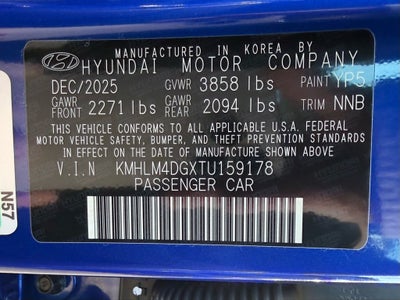 MANUFACTURED IN KOREA BY
HYUNDAI MOTOR COMPANY
DEC/2025 GVWR 3858 lbs PAINT YP5
GAWR FRONT 2271 lbs GAWR REAR 2094 lbs TRIM NNB
THIS VEHICLE CONFORMS TO ALL APPLICABLE U.S.A. FEDERAL
MOTOR VEHICLE SAFETY, BUMPER, AND THEFT PREVENTION STANDARDS
IN EFFECT ON THE DATE OF MANUFACTURE SHOWN ABOVE
V.I.N KMHLM4DGXTU159178
PASSENGER CAR
N57